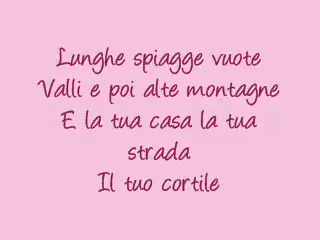 Lunghe spiagge vuote
Valli e poi alte montagne
E la tua casa la tua
strada
Il tuo cortile